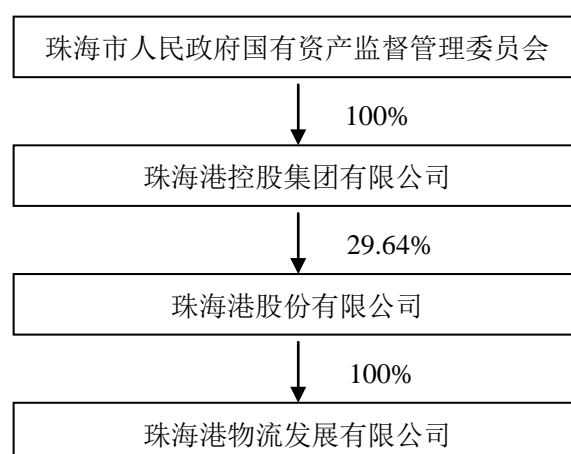 珠海市人民政府国有资产监督管理委员会
100%
珠海港控股集团有限公司
29.64%
珠海港股份有限公司
100%
珠海港物流发展有限公司